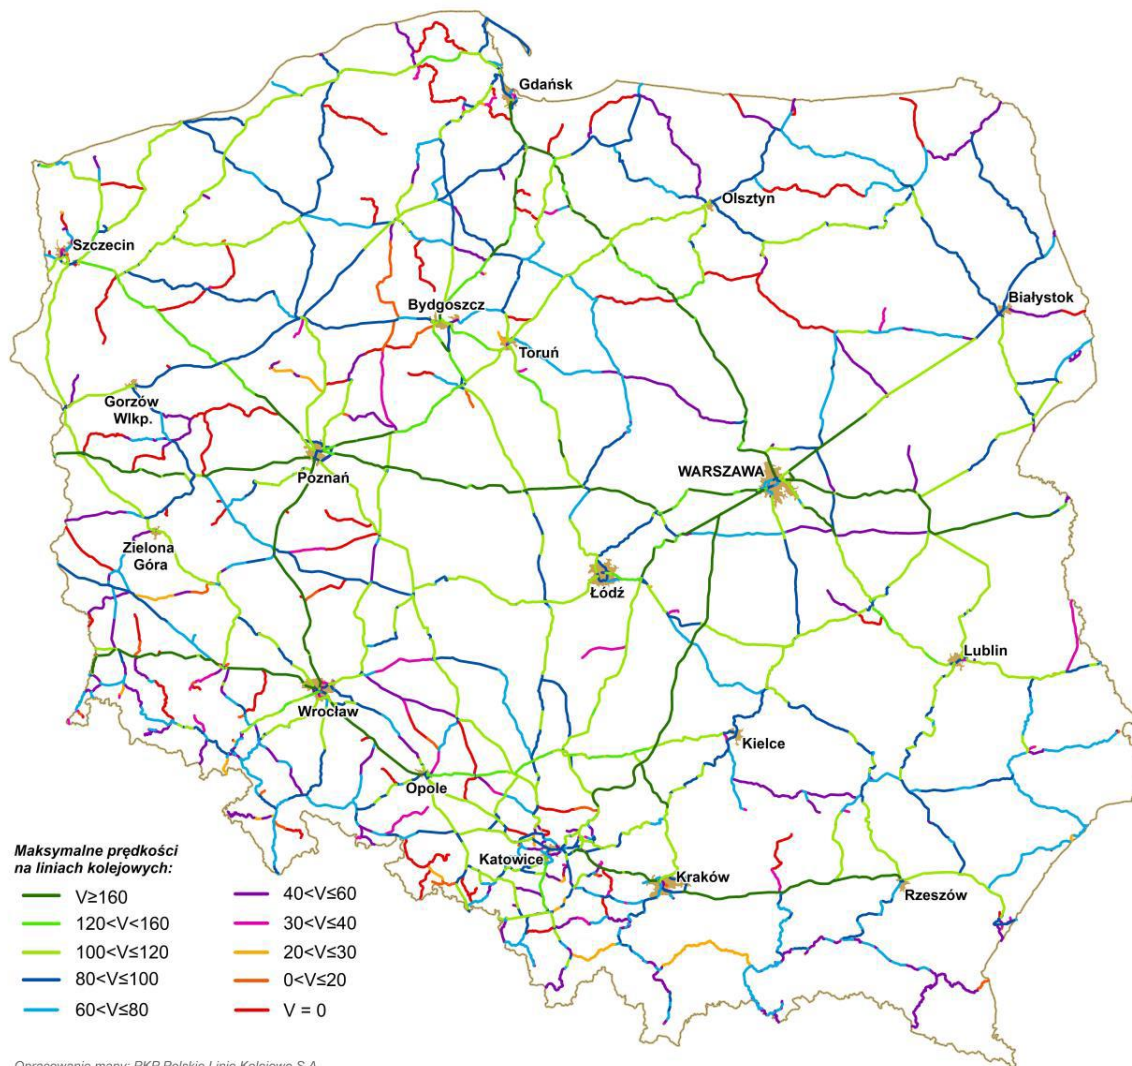 Gdańsk
Olsztyn
Szczecin
Białystok
Bydgoszcz
Toruń
Gorzów
Wlkp.
Poznań
WARSZAWA
Zielona
Góra
Łódź
Lublin
Wrocław
Kielce
Opole
Katowice
Kraków
Rzeszów
Maksymalne prędkości
na liniach kolejowych:
V≥160
120<V<160
100<V≤120
80<V≤100
60<V≤80
40<V≤60
30<V≤40
20<V≤30
0<V≤20
V = 0
Opracowanie mapy: PKP Polskie Linie Kolejowe S.A.